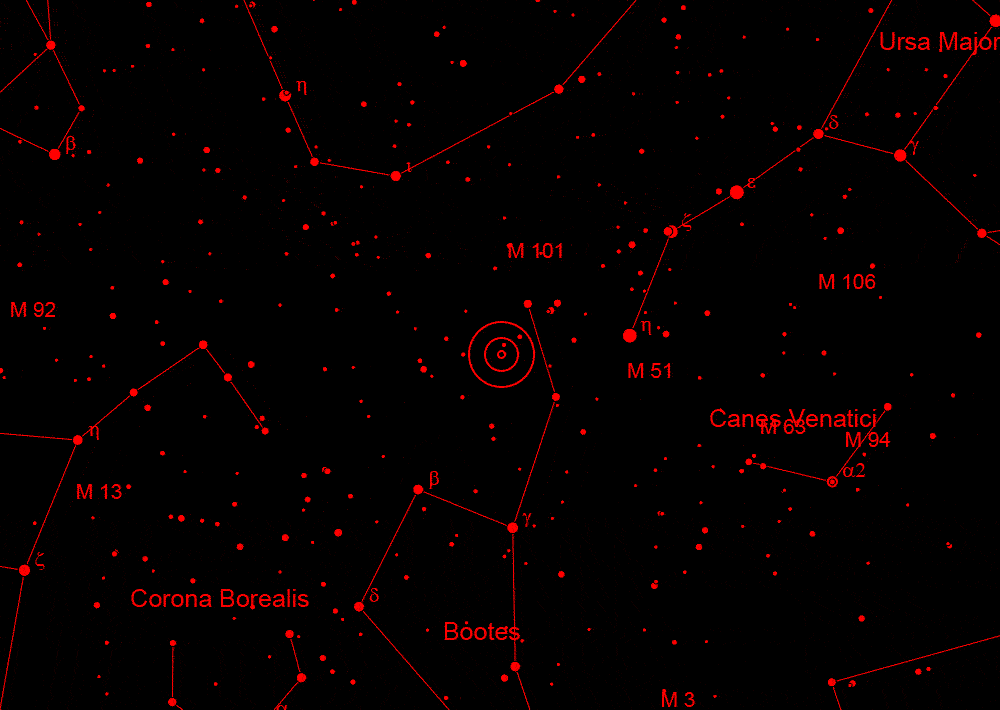 Ursa Major
η
δ
β
γ
ι
ε
ζ
M 101
M 106
M 92
η
M 51
Canes Venatici
M 63
η
M 94
α2
β
M 13
γ
ζ
δ
Corona Borealis
Bootes
M 3
α